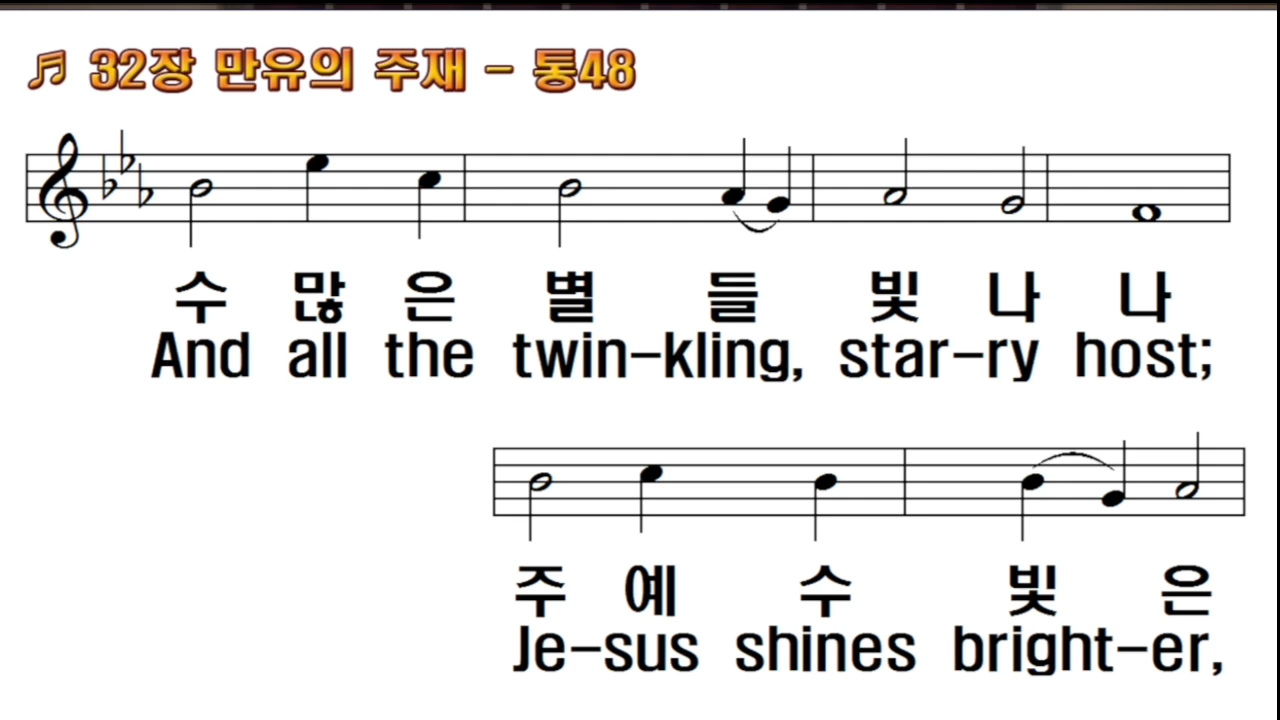 ♬ 32장 만유의 주재 - 통48
수 많 은 별 들 빛 나 나
And all the twin-kling, star-ry host;
주 예 수 빛 은
Je-sus shines bright-er,